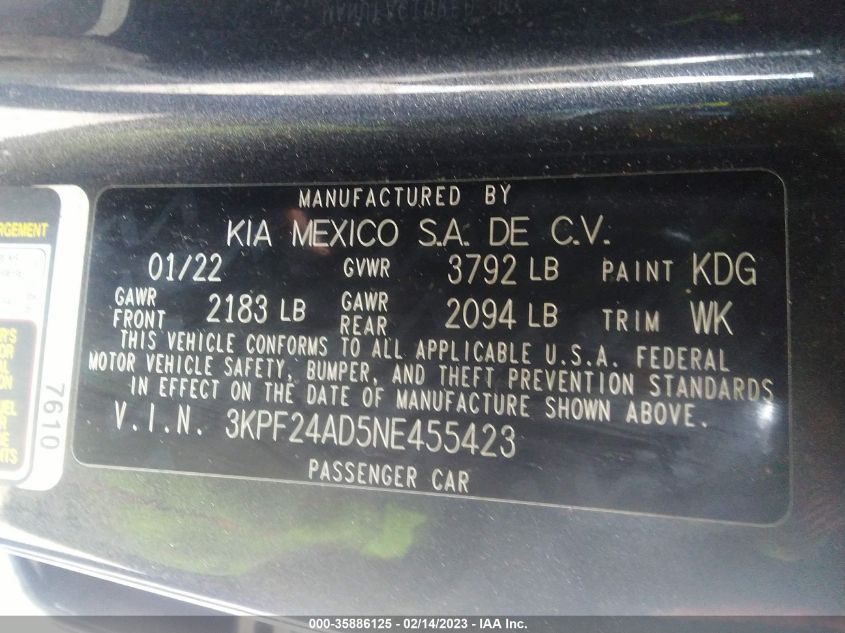 MANUFACTURED BY
KIA MEXICO S.A. DE C.V.
01/22 GVWR 3792 LB PAINT KDG
GAWR FRONT 2183 LB GAWR REAR 2094 LB TRIM WK
THIS VEHICLE CONFORMS TO ALL APPLICABLE U.S.A. FEDERAL
MOTOR VEHICLE SAFETY, BUMPER, AND THEFT PREVENTION STANDARDS
IN EFFECT ON THE DATE OF MANUFACTURE SHOWN ABOVE.
V.I.N. 3KPF24AD5NE455423
PASSENGER CAR
7610
000-35886125 - 02/14/2023 - IAA Inc.